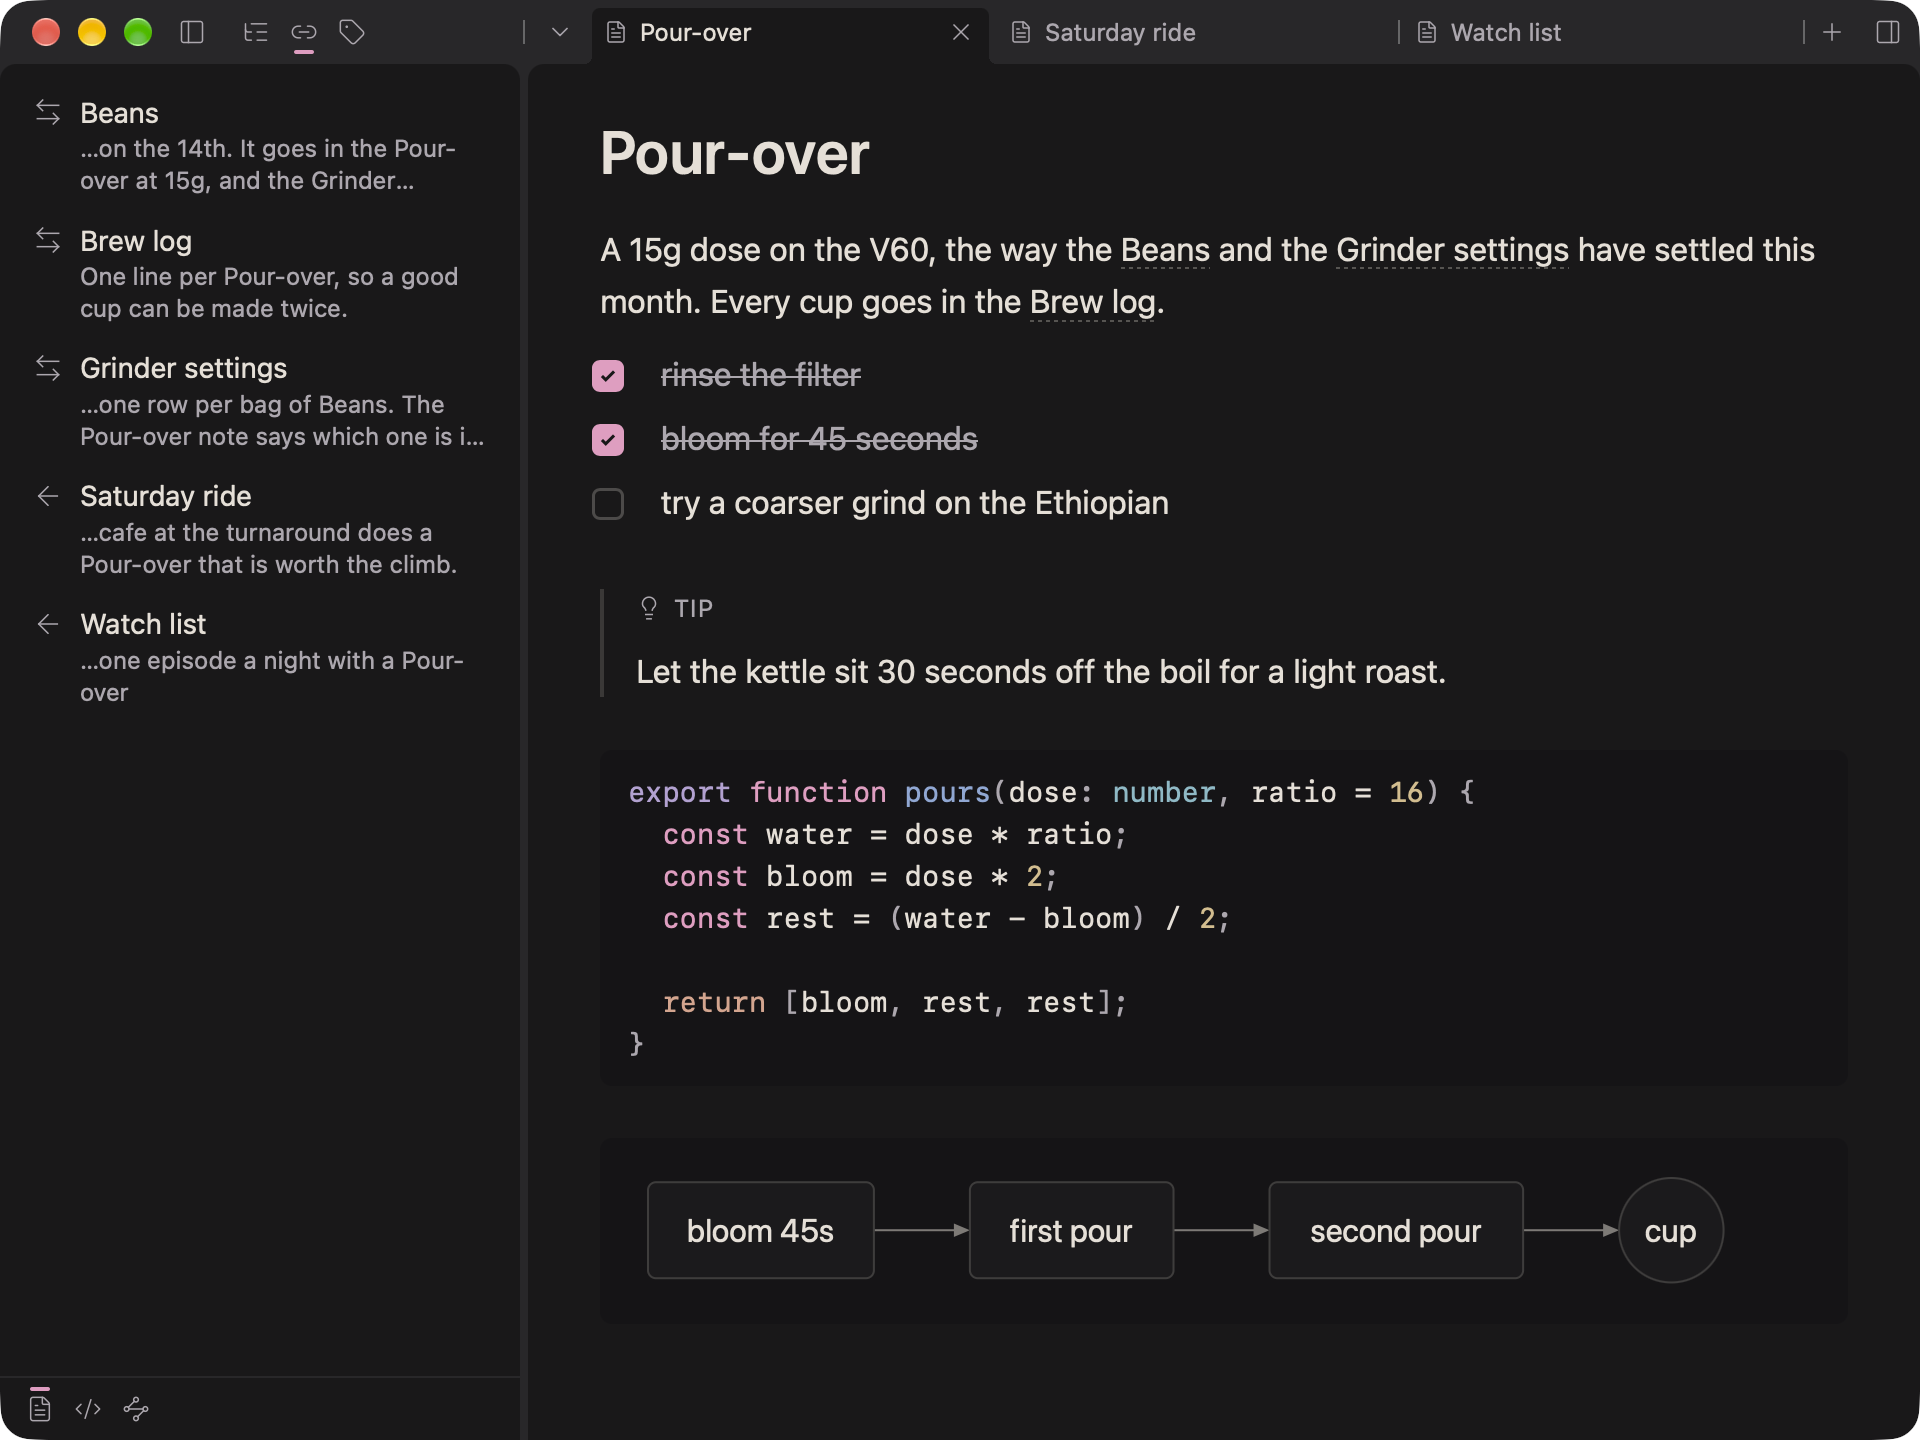 Pour-over
Saturday ride
Watch list
Beans
...on the 14th. It goes in the Pour-
over at 15g, and the Grinder...
Brew log
One line per Pour-over, so a good
cup can be made twice.
Grinder settings
...one row per bag of Beans. The
Pour-over note says which one is i...
Saturday ride
...cafe at the turnaround does a
Pour-over that is worth the climb.
Watch list
...one episode a night with a Pour-
over
Pour-over
A 15g dose on the V60, the way the Beans and the Grinder settings have settled this
month. Every cup goes in the Brew log.
rinse the filter
bloom for 45 seconds
try a coarser grind on the Ethiopian
TIP
Let the kettle sit 30 seconds off the boil for a light roast.
export function pours(dose: number, ratio = 16) {
  const water = dose * ratio;
  const bloom = dose * 2;
  const rest = (water - bloom) / 2;
  return [bloom, rest, rest];
}
bloom 45s
first pour
second pour
cup